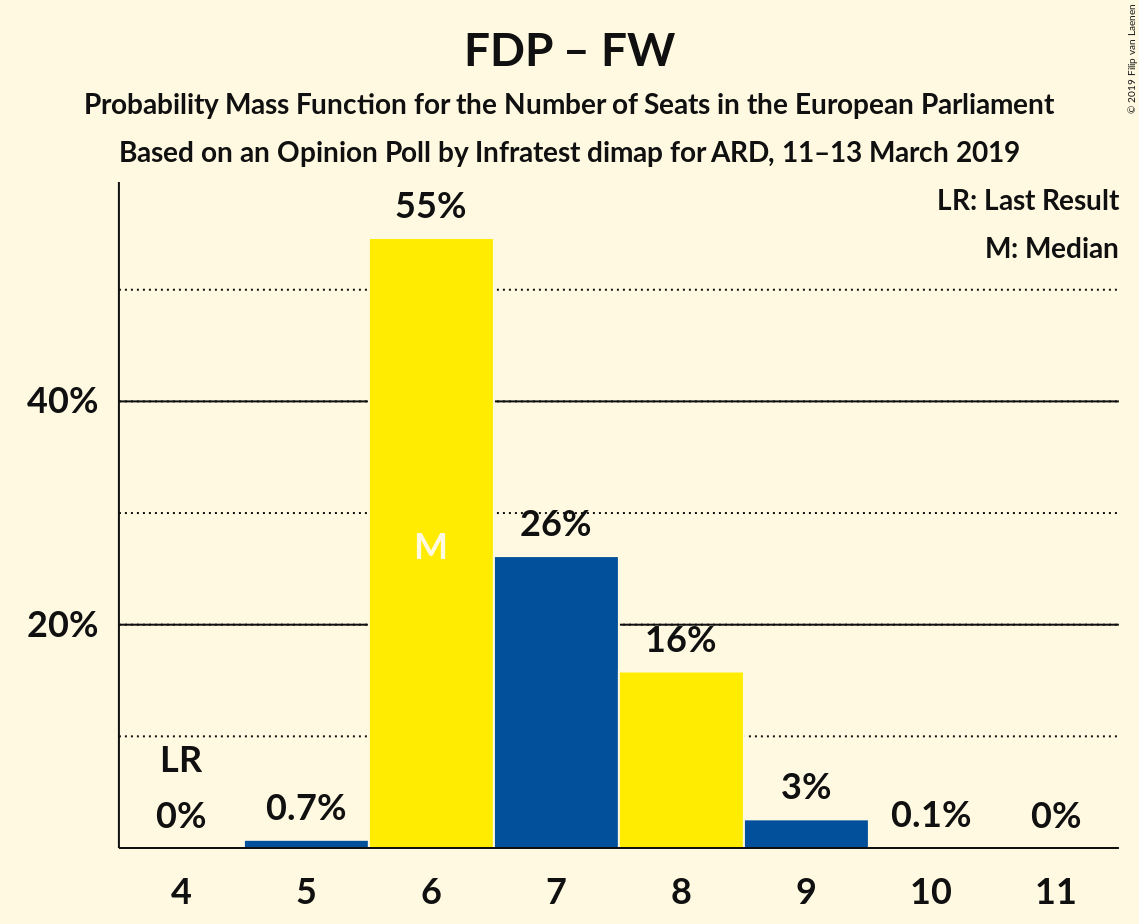 FDP – FW
Probability Mass Function for the Number of Seats in the European Parliament
Based on an Opinion Poll by Infratest dimap for ARD, 11–13 March 2019
© 2019 Filip van Laenen
LR: Last Result
M: Median
55%
40%
26%
M
20%
16%
LR
0%
0.7%
3%
0.1%
0%
4 5 6 7 8 9 10 11